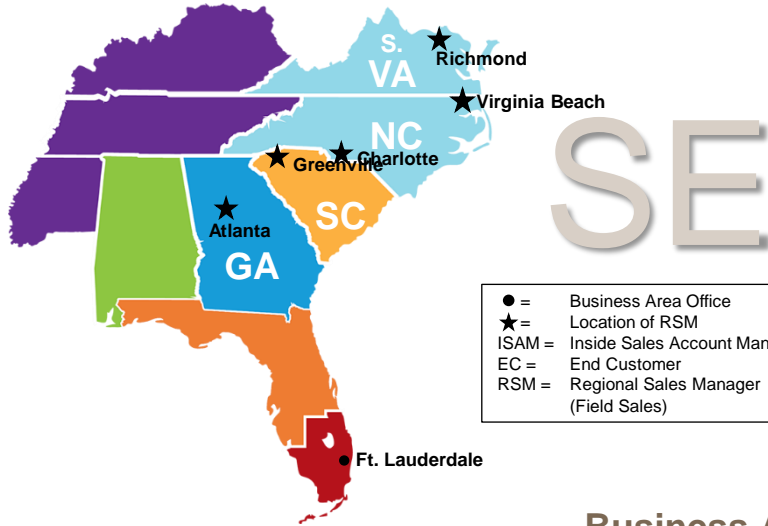 S.
VA
Richmond
Virginia Beach
NC
Charlotte
Greenville
SE
SC
Atlanta
GA
● = Business Area Office
★ = Location of RSM
ISAM = Inside Sales Account Man
EC = End Customer
RSM = Regional Sales Manager
(Field Sales)
Ft. Lauderdale
Business